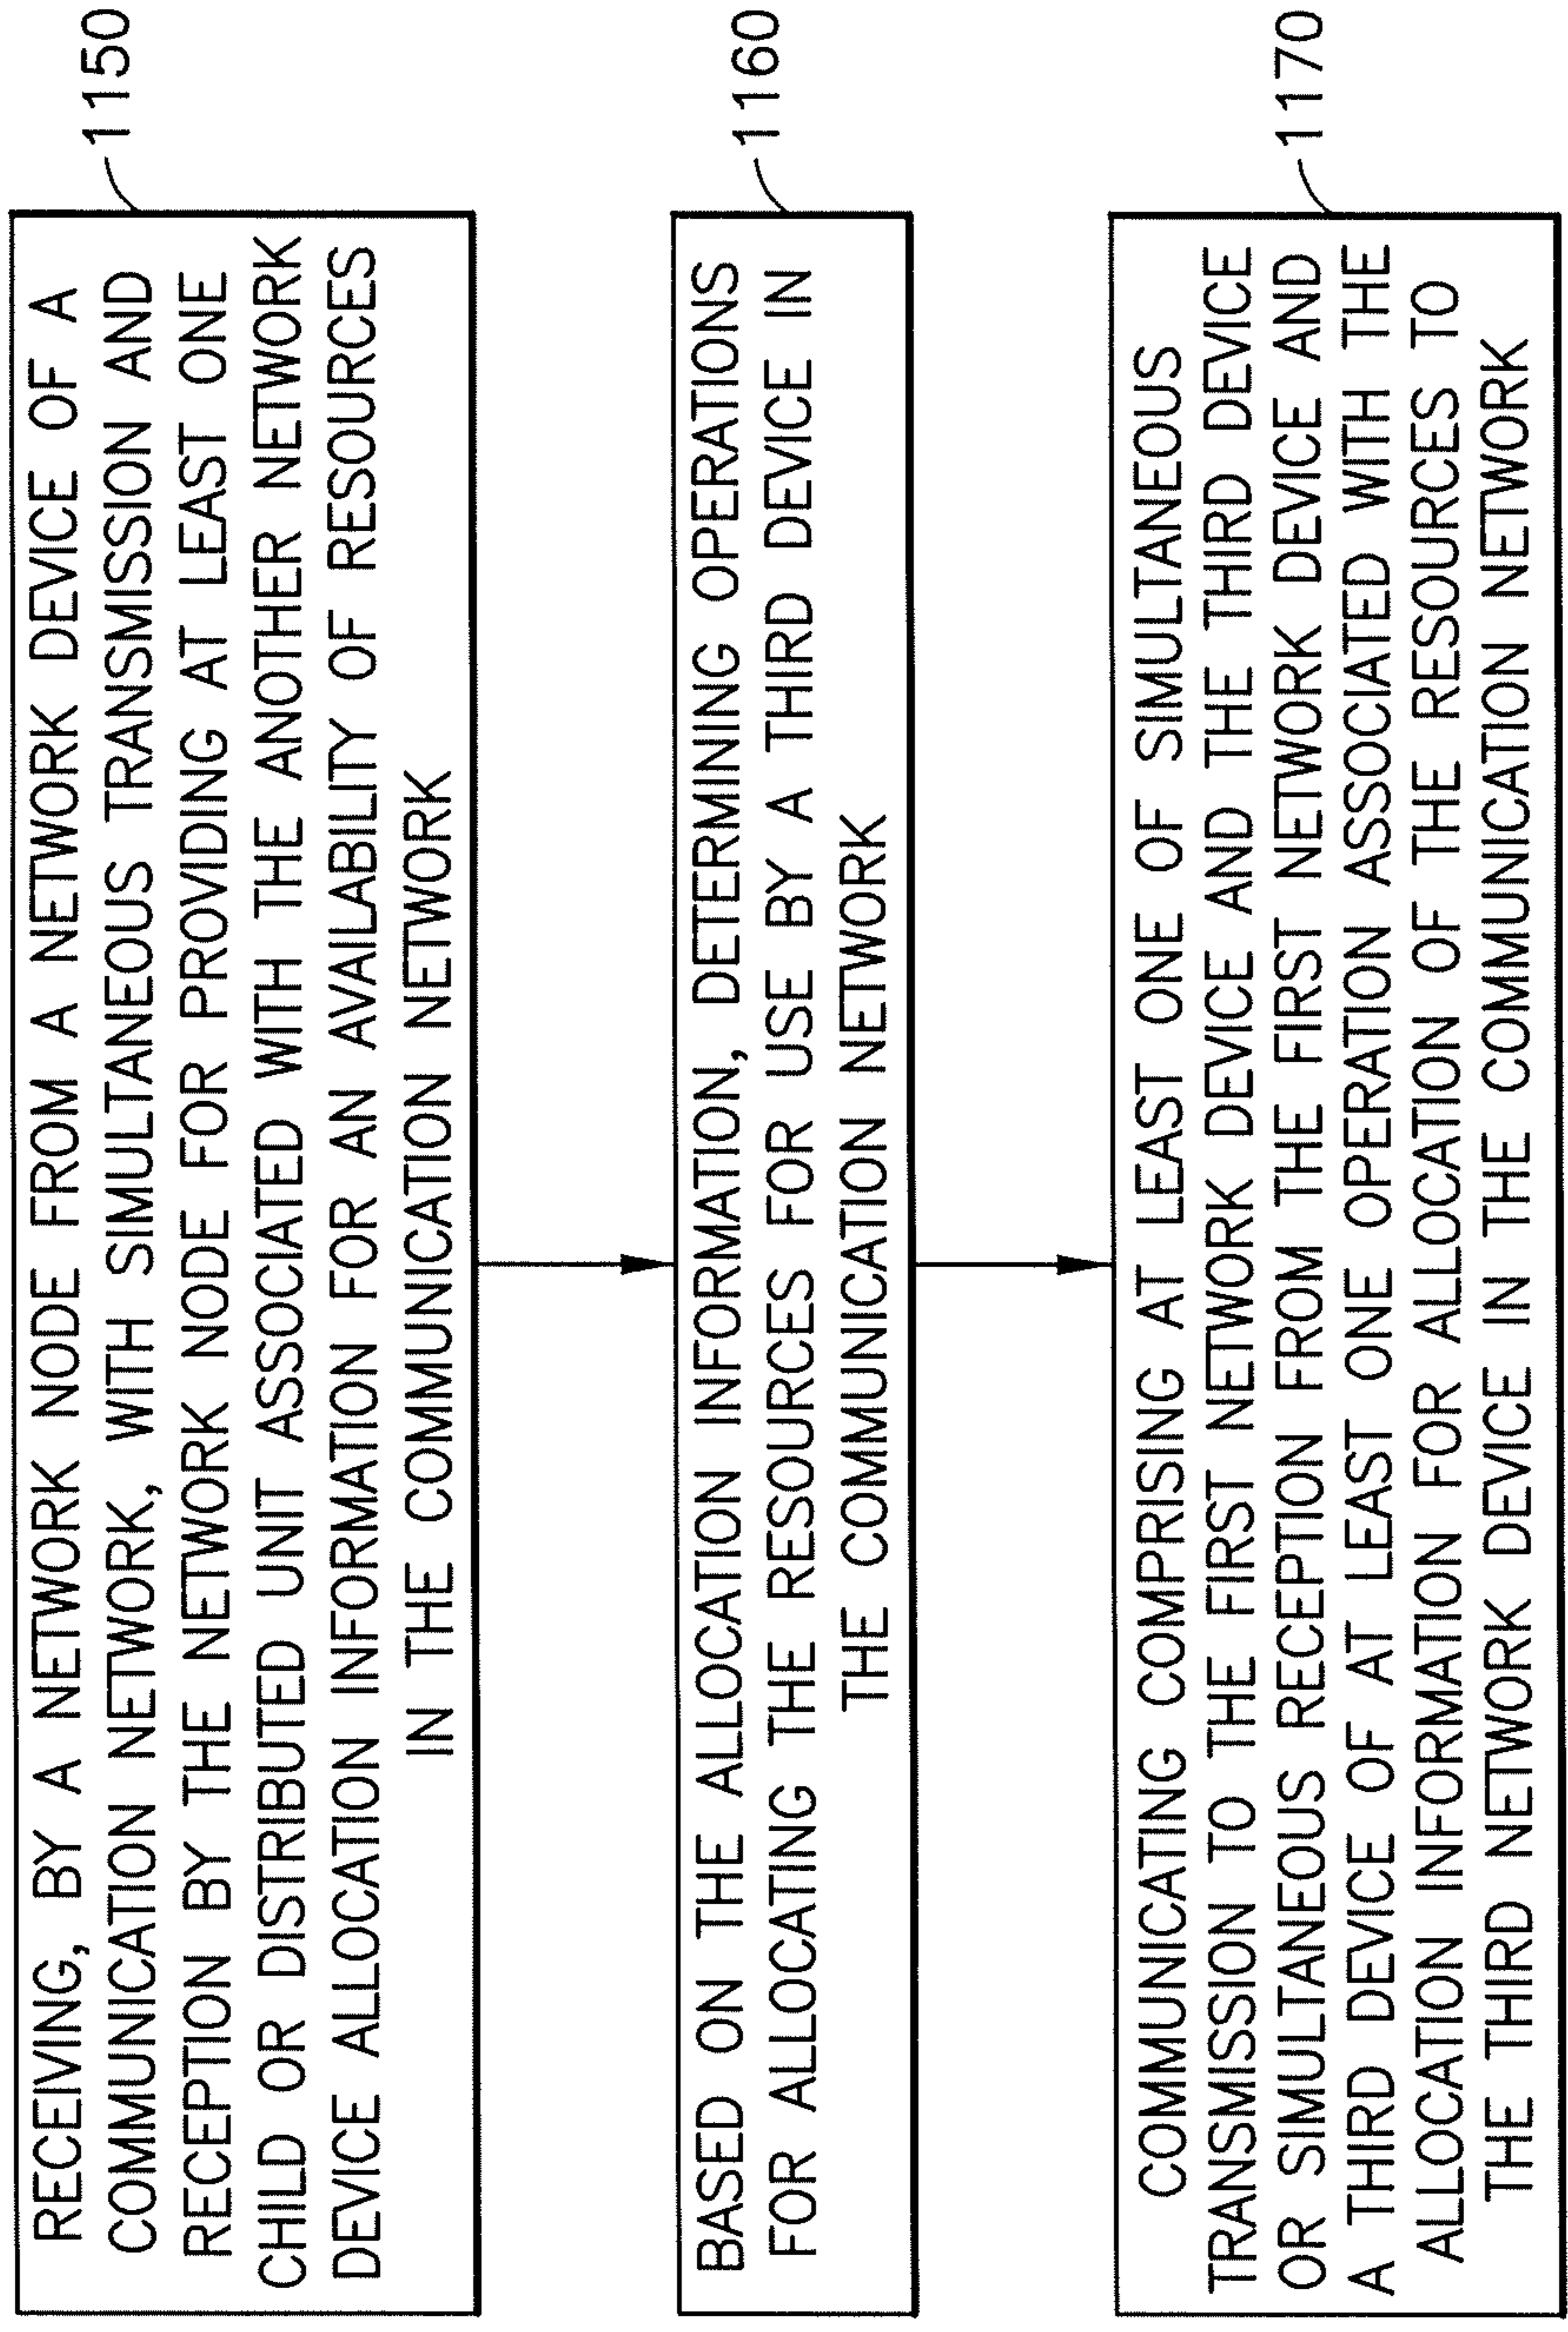 RECEIVING, BY A NETWORK NODE FROM A NETWORK DEVICE OF A
COMMUNICATION NETWORK, WITH SIMULTANEOUS TRANSMISSION AND
RECEPTION BY THE NETWORK NODE FOR PROVIDING AT LEAST ONE
CHILD OR DISTRIBUTED UNIT ASSOCIATED WITH THE ANOTHER NETWORK
DEVICE ALLOCATION INFORMATION FOR AN AVAILABILITY OF RESOURCES
IN THE COMMUNICATION NETWORK
1150
BASED ON THE ALLOCATION INFORMATION, DETERMINING OPERATIONS
FOR ALLOCATING THE RESOURCES FOR USE BY A THIRD DEVICE IN
THE COMMUNICATION NETWORK
1160
COMMUNICATING COMPRISING AT LEAST ONE OF SIMULTANEOUS
TRANSMISSION TO THE FIRST NETWORK DEVICE AND THE THIRD DEVICE
OR SIMULTANEOUS RECEPTION FROM THE FIRST NETWORK DEVICE AND
A THIRD DEVICE OF AT LEAST ONE OPERATION ASSOCIATED WITH THE
ALLOCATION INFORMATION FOR ALLOCATION OF THE RESOURCES TO
THE THIRD NETWORK DEVICE IN THE COMMUNICATION NETWORK
1170